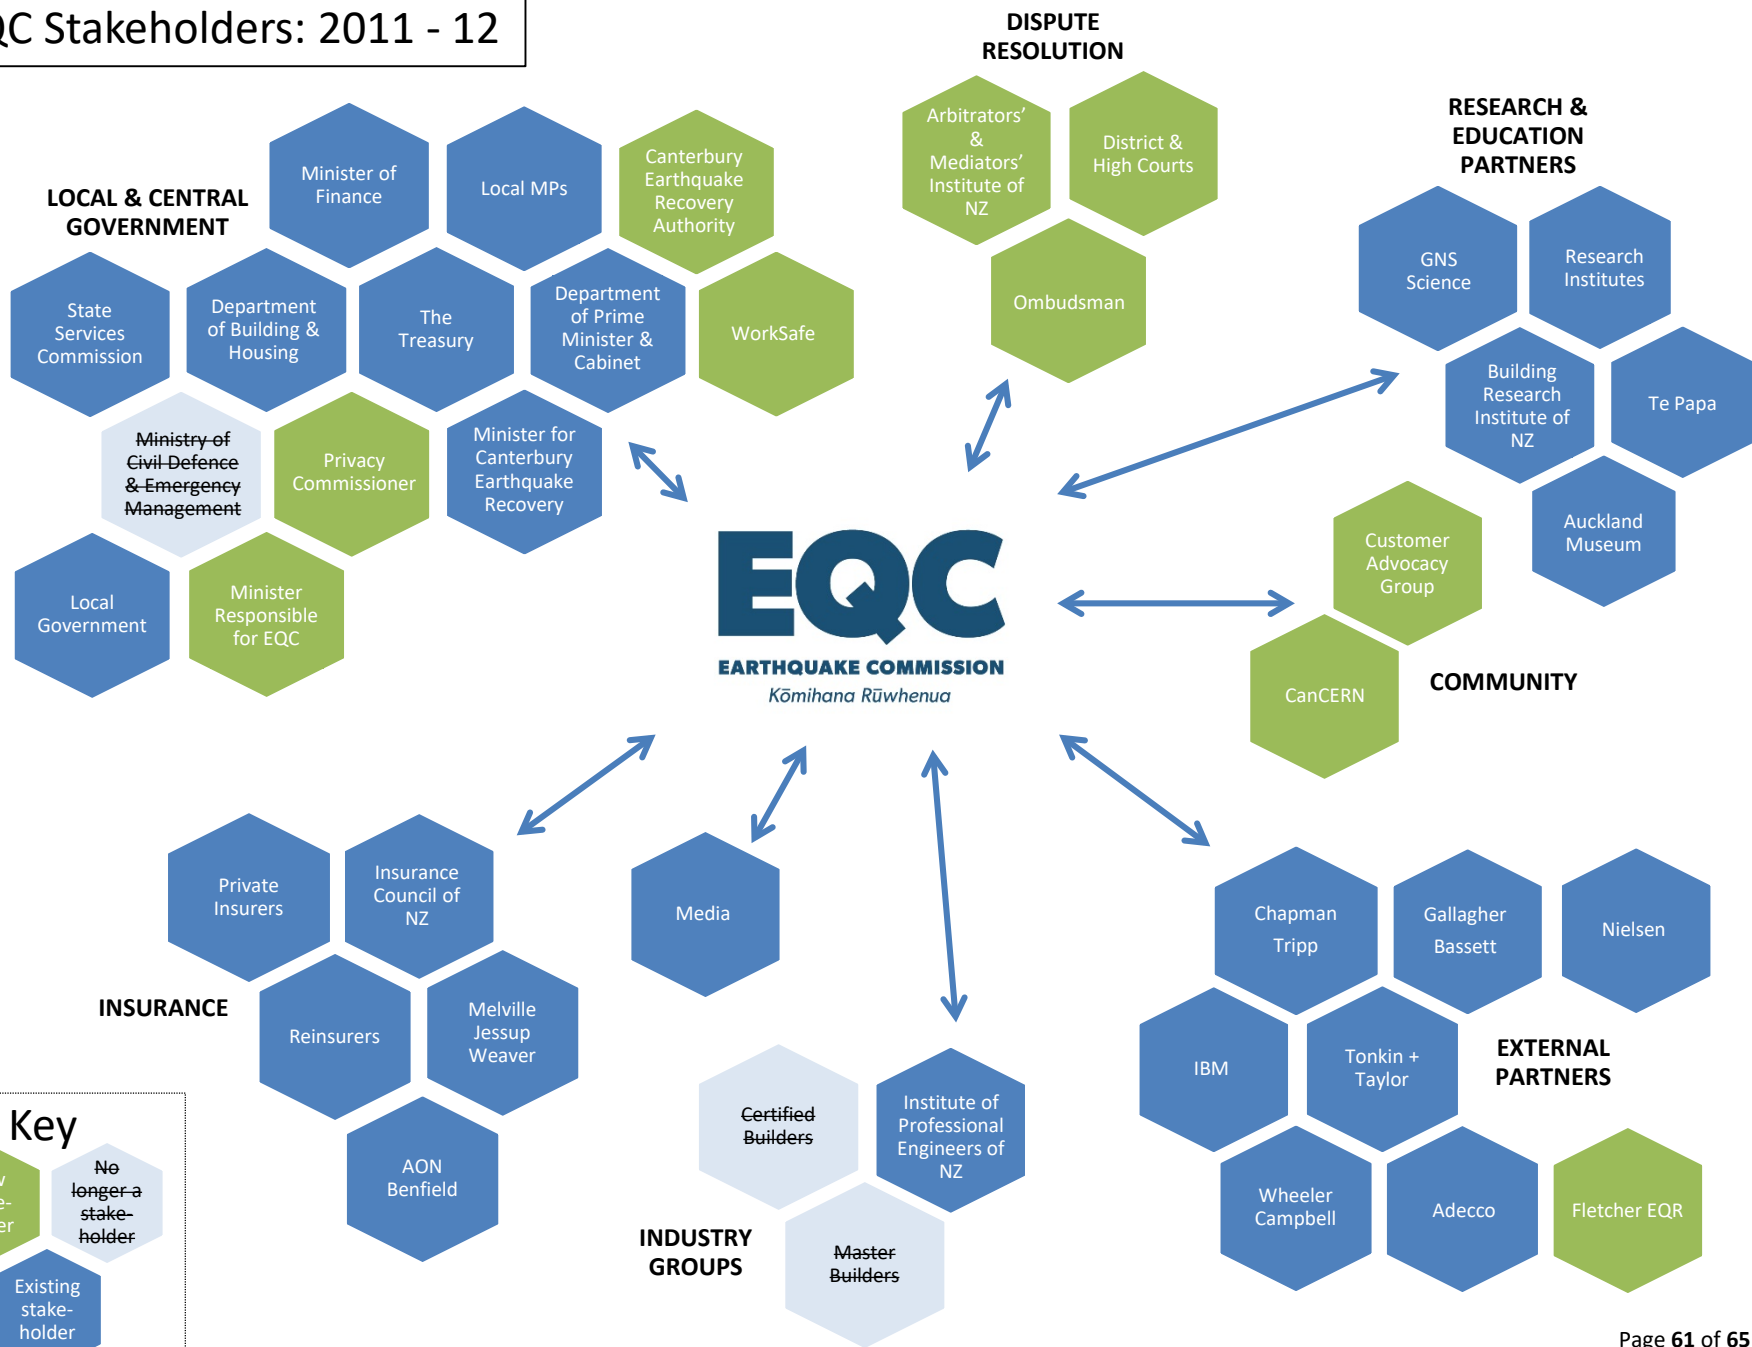 Stakeholders: 2011 - 12
DISPUTE
RESOLUTION
Arbitrators’
&
Mediators’
Institute of
NZ
District &
High Courts
Ombudsman
RESEARCH &
EDUCATION
PARTNERS
GNS
Science
Research
Institutes
Building
Research
Institute of
NZ
Te Papa
Auckland
Museum
LOCAL & CENTRAL
GOVERNMENT
Minister of
Finance
Local MPs
Canterbury
Earthquake
Recovery
Authority
State
Services
Commission
Department
of Building &
Housing
The
Treasury
Department
of Prime
Minister &
Cabinet
WorkSafe
Ministry of
Civil Defence
& Emergency
Management
Privacy
Commissioner
Minister for
Canterbury
Earthquake
Recovery
Local
Government
Minister
Responsible
for EQC
EQC
EARTHQUAKE COMMISSION
Kōmihana Rūwhenua
Customer
Advocacy
Group
CanCERN
COMMUNITY
INSURANCE
Private
Insurers
Insurance
Council of
NZ
Reinsurers
Melville
Jessup
Weaver
AON
Benfield
Media
INDUSTRY
GROUPS
Certified
Builders
Institute of
Professional
Engineers of
NZ
Master
Builders
EXTERNAL
PARTNERS
Chapman
Tripp
Gallagher
Bassett
Nielsen
IBM
Tonkin +
Taylor
Wheeler
Campbell
Adecco
Fletcher EQR
Key
No
longer a
stake-
holder
Existing
stake-
holder
Page 61 of 65